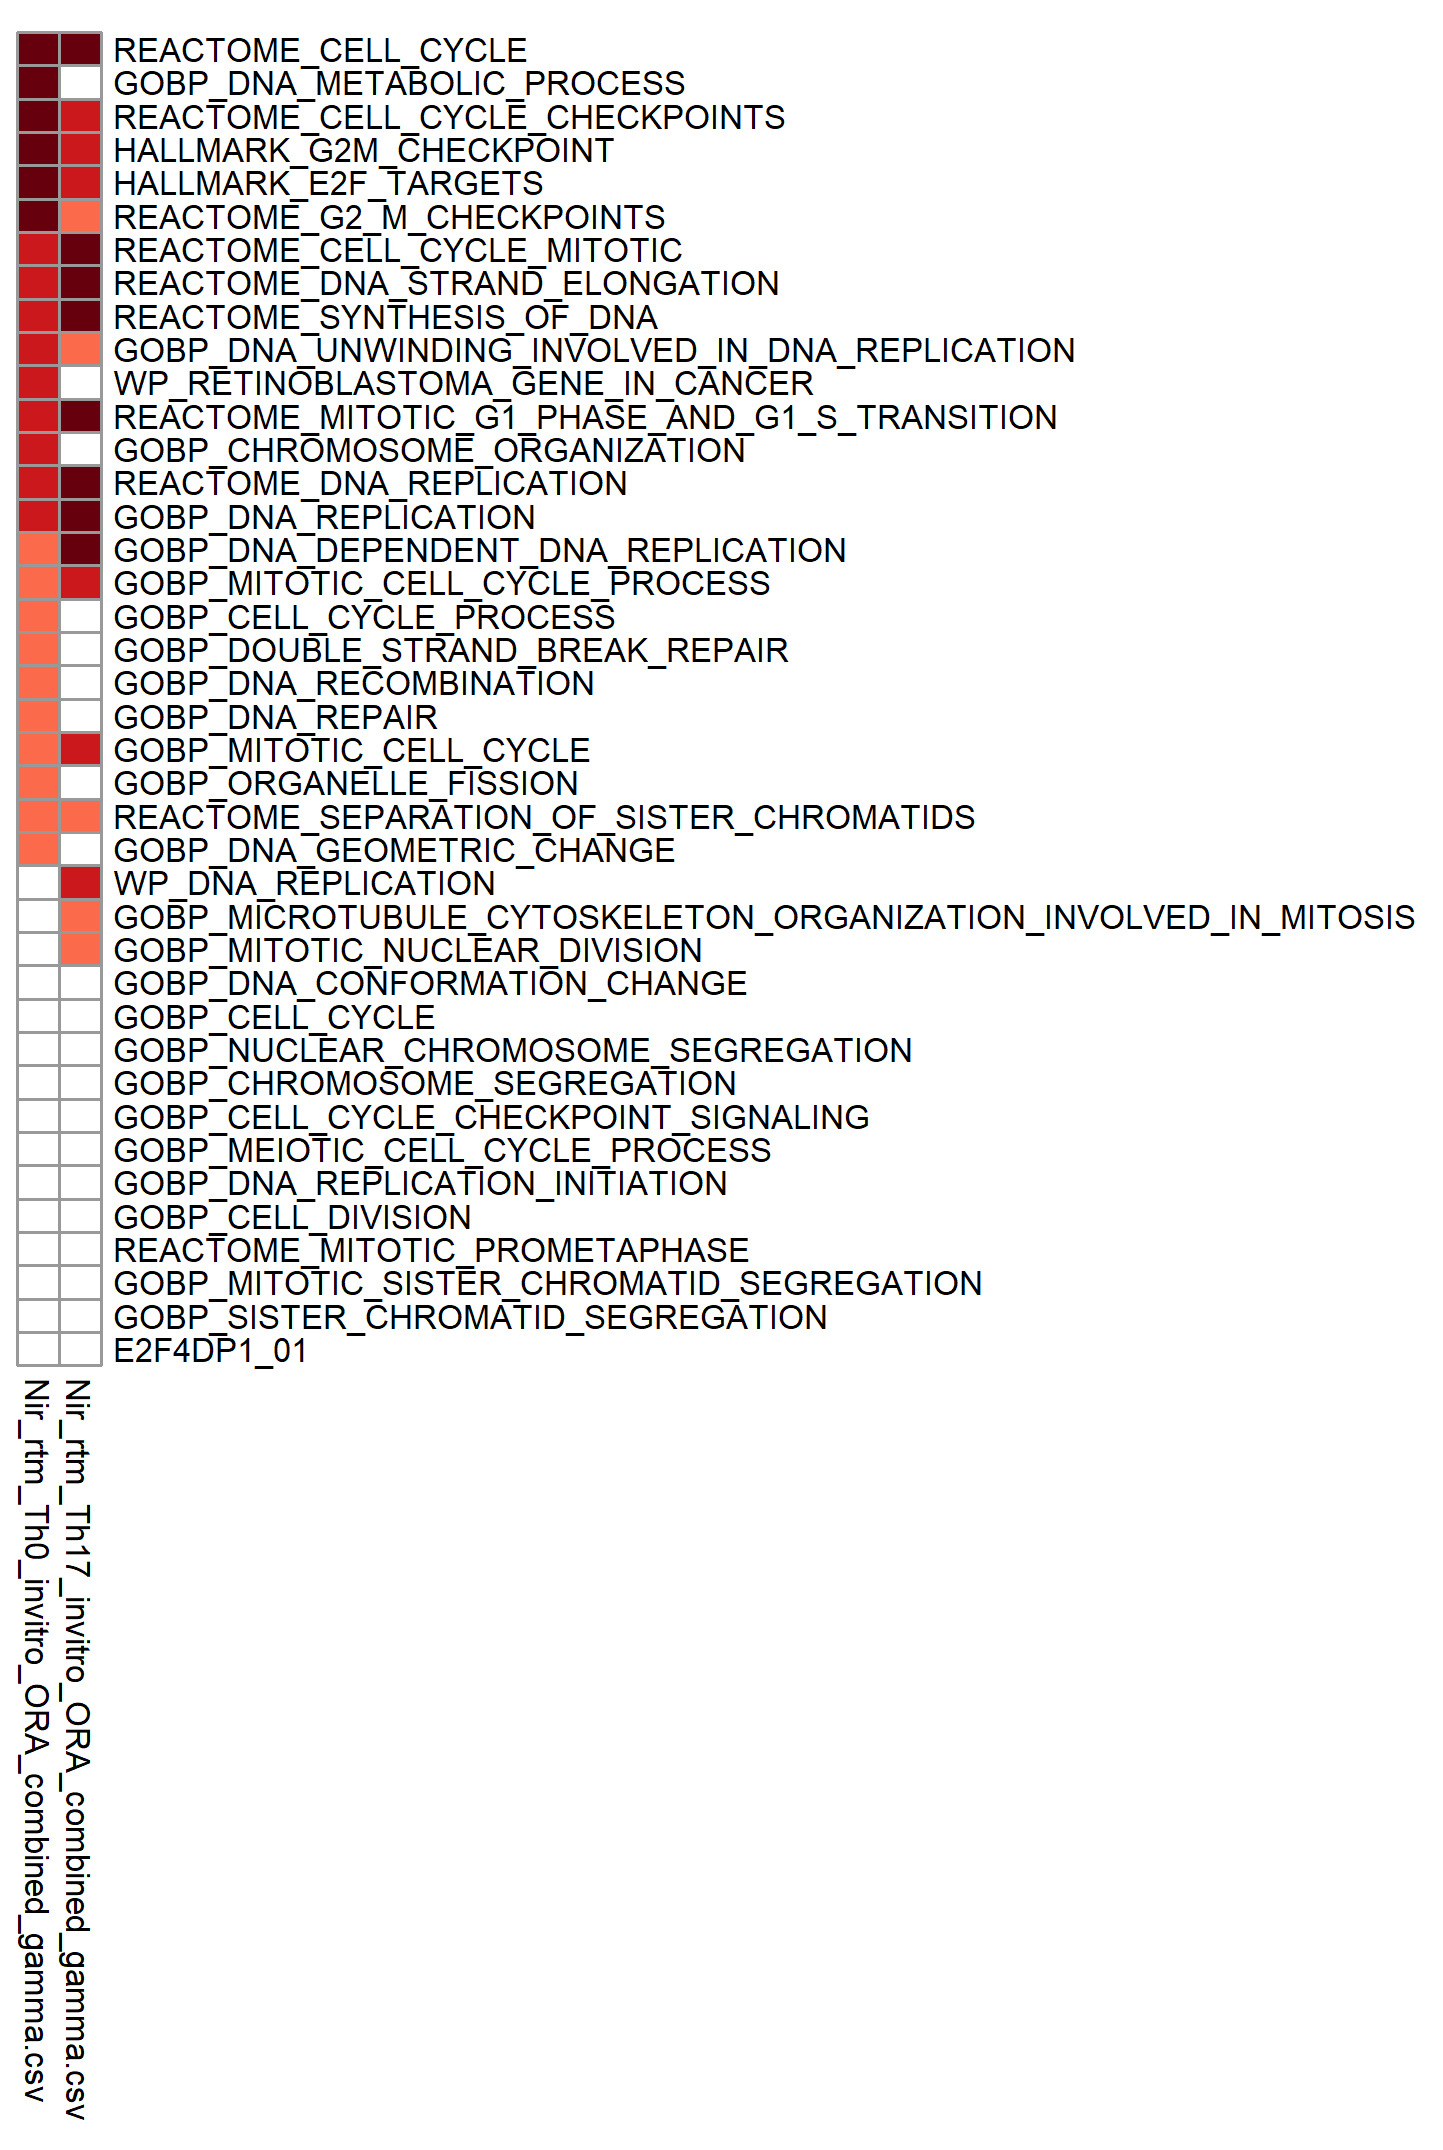 REACTOME_CELL_CYCLE
GOBP_DNA_METABOLIC_PROCESS
REACTOME_CELL_CYCLE_CHECKPOINTS
HALLMARK_G2M_CHECKPOINT
HALLMARK_E2F_TARGETS
REACTOME_G2_M_CHECKPOINTS
REACTOME_CELL_CYCLE_MITOTIC
REACTOME_DNA_STRAND_ELONGATION
REACTOME_SYNTHESIS_OF_DNA
GOBP_DNA_UNWINDING_INVOLVED_IN_DNA_REPLICATION
WP_RETINOBLASTOMA_GENE_IN_CANCER
REACTOME_MITOTIC_G1_PHASE_AND_G1_S_TRANSITION
GOBP_CHROMOSOME_ORGANIZATION
REACTOME_DNA_REPLICATION
GOBP_DNA_REPLICATION
GOBP_DNA_DEPENDENT_DNA_REPLICATION
GOBP_MITOTIC_CELL_CYCLE_PROCESS
GOBP_CELL_CYCLE_PROCESS
GOBP_DOUBLE_STRAND_BREAK_REPAIR
GOBP_DNA_RECOMBINATION
GOBP_DNA_REPAIR
GOBP_MITOTIC_CELL_CYCLE
GOBP_ORGANELLE_FISSION
REACTOME_SEPARATION_OF_SISTER_CHROMATIDS
GOBP_DNA_GEOMETRIC_CHANGE
WP_DNA_REPLICATION
GOBP_MICROTUBULE_CYTOSKELETON_ORGANIZATION_INVOLVED_IN_MITOSIS
GOBP_MITOTIC_NUCLEAR_DIVISION
GOBP_DNA_CONFORMATION_CHANGE
GOBP_CELL_CYCLE
GOBP_NUCLEAR_CHROMOSOME_SEGREGATION
GOBP_CHROMOSOME_SEGREGATION
GOBP_CELL_CYCLE_CHECKPOINT_SIGNALING
GOBP_MEIOTIC_CELL_CYCLE_PROCESS
GOBP_DNA_REPLICATION_INITIATION
GOBP_CELL_DIVISION
REACTOME_MITOTIC_PROMETAPHASE
GOBP_MITOTIC_SISTER_CHROMATID_SEGREGATION
GOBP_SISTER_CHROMATID_SEGREGATION
E2F4DP1_01
Nir_rtm_Th0_invitro_ORA_combined_gamma.csv
Nir_rtm_Th17_invitro_ORA_combined_gamma.csv